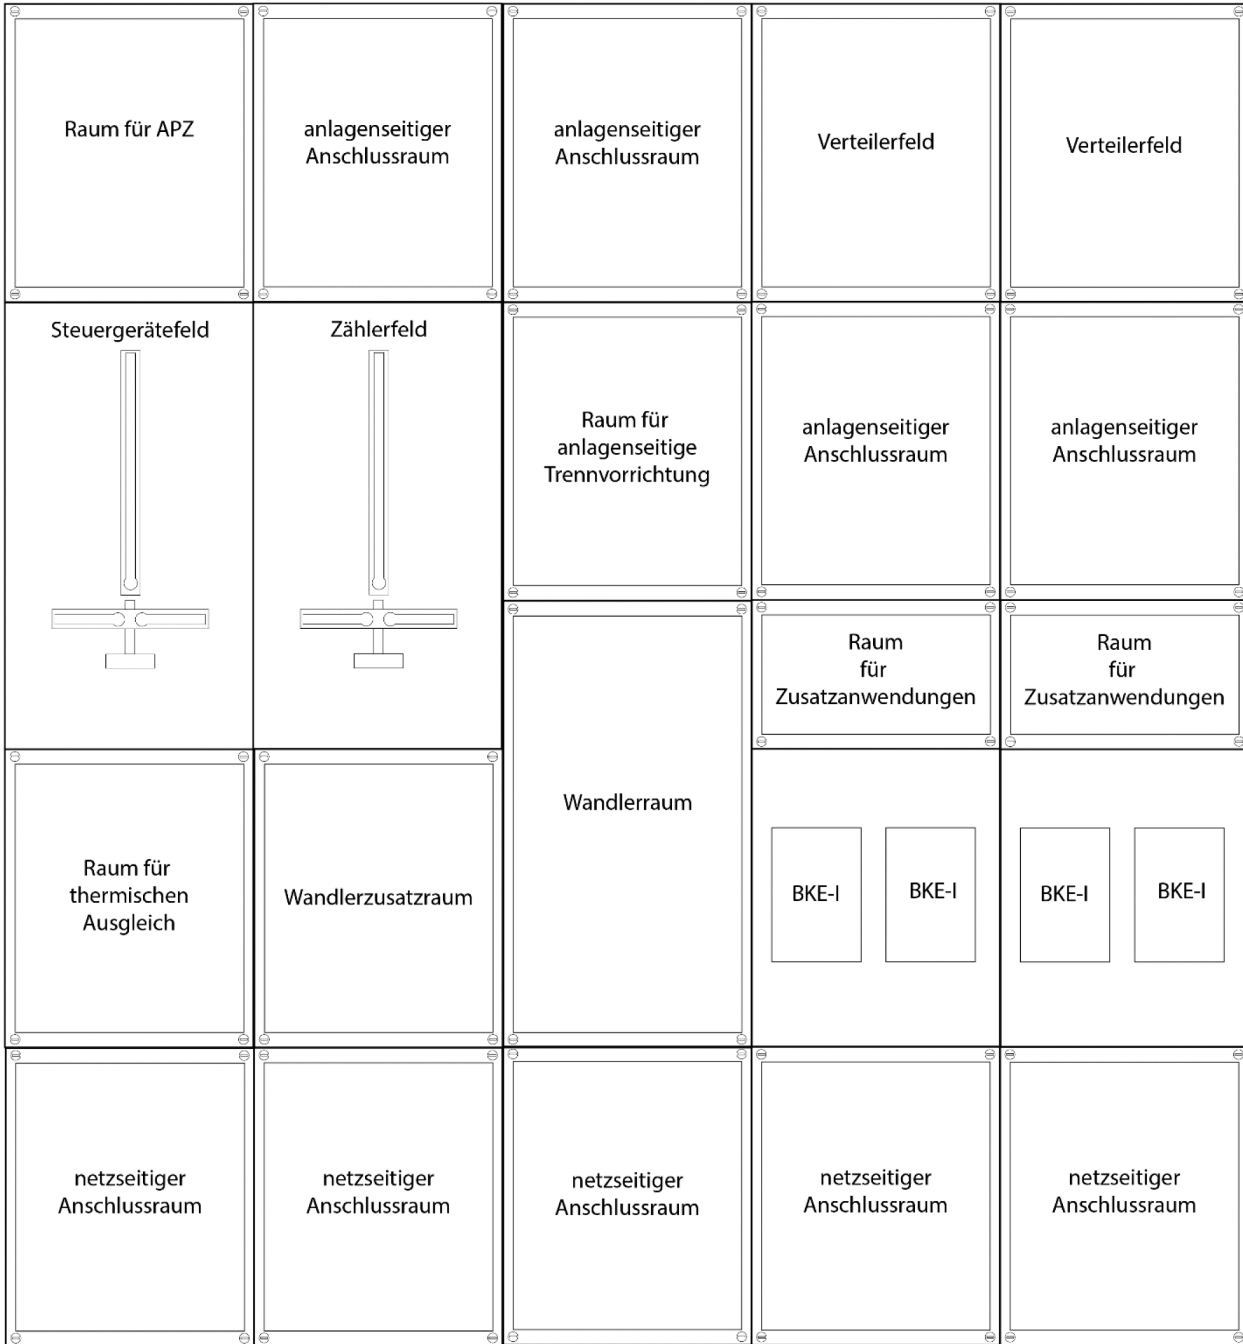 Raum für APZ
anlagenseitiger
Anschlussraum
anlagenseitiger
Anschlussraum
Verteilerfeld
Verteilerfeld
Steuergerätefeld
Zählerfeld
Raum für
anlagenseitige
Trennvorrichtung
anlagenseitiger
Anschlussraum
anlagenseitiger
Anschlussraum
Raum
für
Zusatzanwendungen
Raum
für
Zusatzanwendungen
Raum für
thermischen
Ausgleich
Wandlerzusatzraum
Wandlerraum
BKE-I
BKE-I
BKE-I
BKE-I
netzseitiger
Anschlussraum
netzseitiger
Anschlussraum
netzseitiger
Anschlussraum
netzseitiger
Anschlussraum
netzseitiger
Anschlussraum